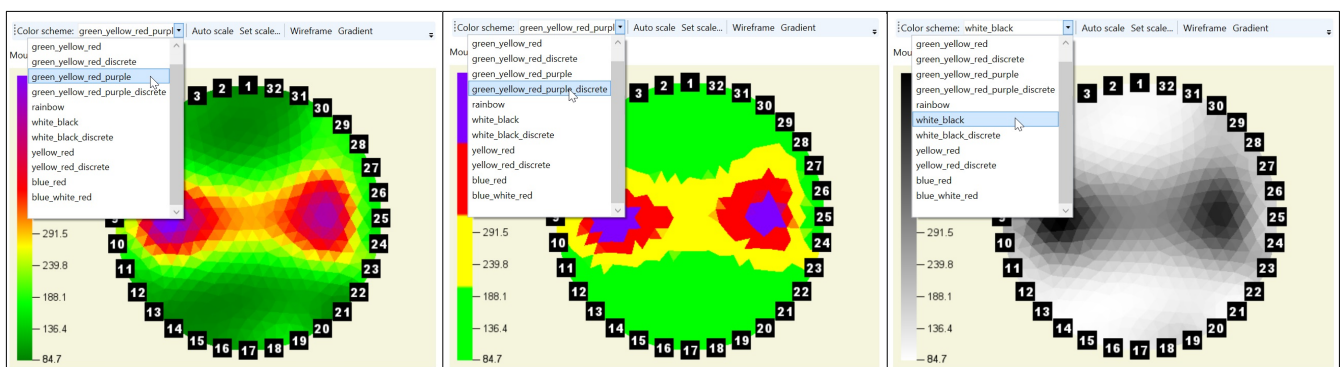 Color scheme: green_yellow_red_purpl Auto scale Set scale... Wireframe Gradient
Mou
green_yellow_red
green_yellow_red_discrete
green_yellow_red_purple
green_yellow_red_purple_discrete
rainbow
white_black
white_black_discrete
yellow_red
yellow_red_discrete
blue_red
blue_white_red
291.5
239.8
188.1
136.4
84.7
3 2 1 32 31 30 29 28 27 26 25 24 23 22 21 20 19 18 17 16 15 14 13 12 11 10
Color scheme: green_yellow_red_purpl Auto scale Set scale... Wireframe Gradient
Mou
green_yellow_red
green_yellow_red_discrete
green_yellow_red_purple
green_yellow_red_purple_discrete
rainbow
white_black
white_black_discrete
yellow_red
yellow_red_discrete
blue_red
blue_white_red
291.5
239.8
188.1
136.4
84.7
3 2 1 32 31 30 29 28 27 26 25 24 23 22 21 20 19 18 17 16 15 14 13 12 11 10
Color scheme: white_black Auto scale Set scale... Wireframe Gradient
Mou
green_yellow_red
green_yellow_red_discrete
green_yellow_red_purple
green_yellow_red_purple_discrete
rainbow
white_black
white_black_discrete
yellow_red
yellow_red_discrete
blue_red
blue_white_red
291.5
239.8
188.1
136.4
84.7
3 2 1 32 31 30 29 28 27 26 25 24 23 22 21 20 19 18 17 16 15 14 13 12 11 10